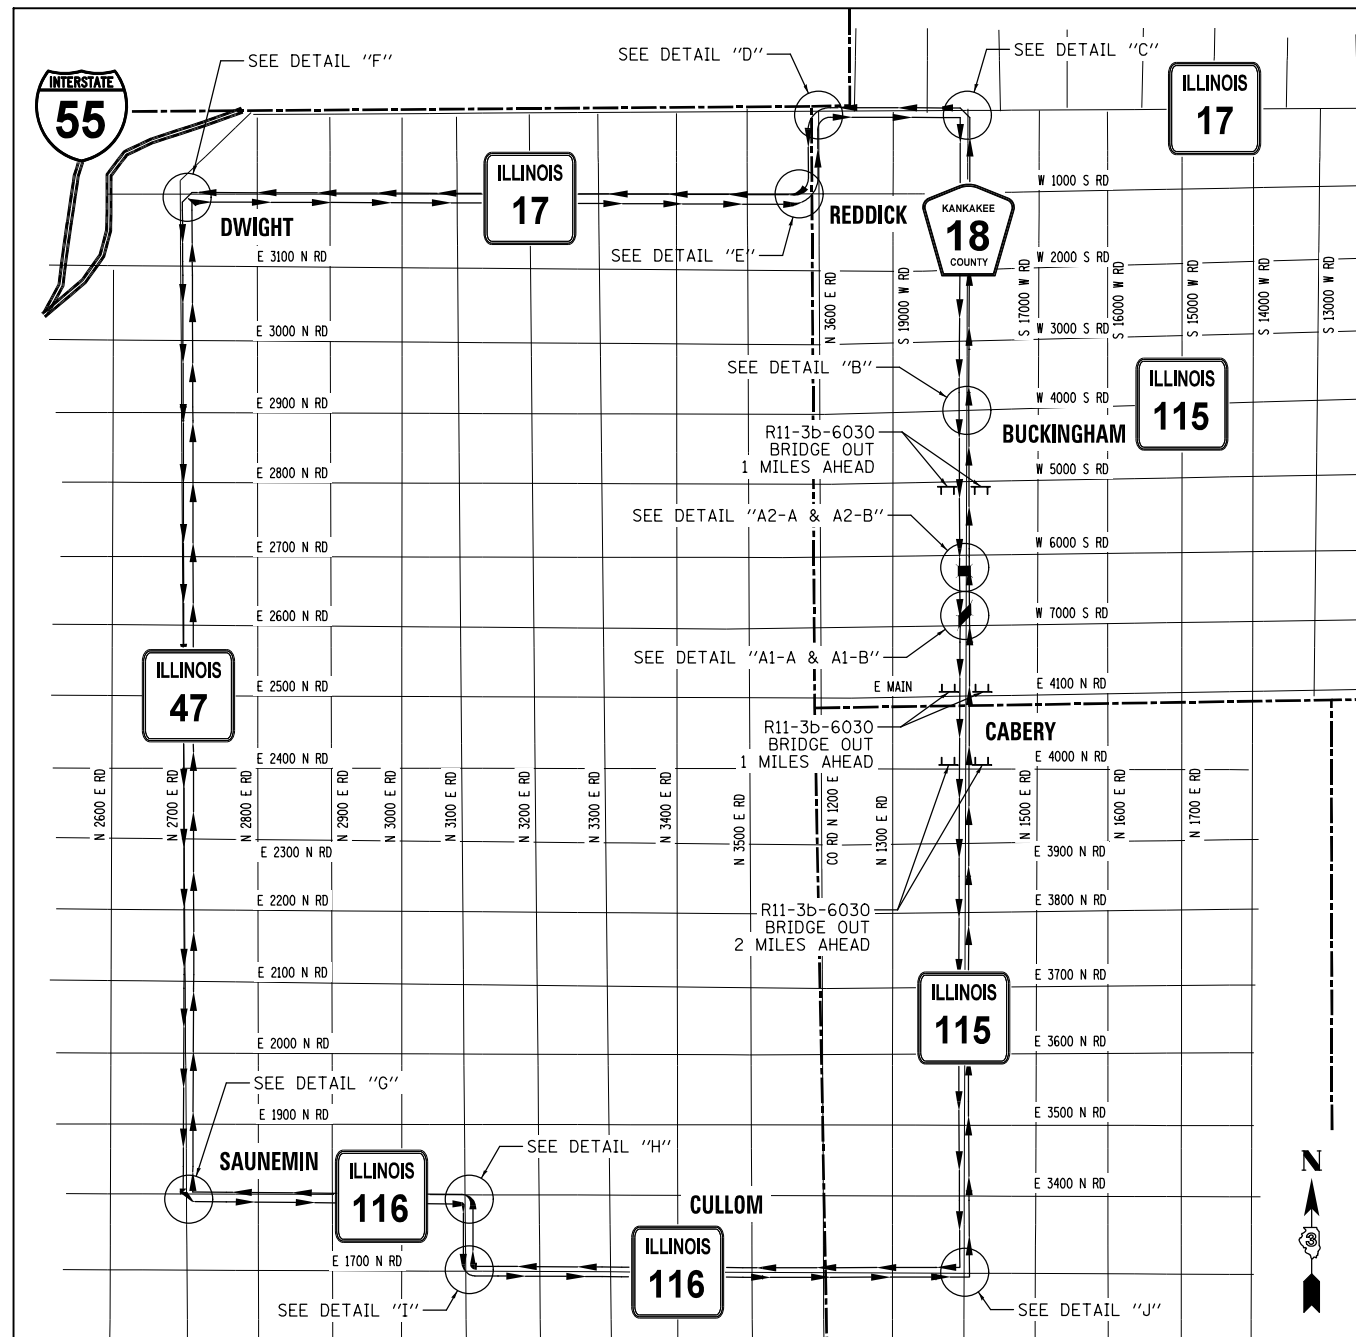 SEE DETAIL "F"
SEE DETAIL "D"
SEE DETAIL "C"
INTERSTATE
55
ILLINOIS
17
ILLINOIS
17
W 1000 S RD
DWIGHT
REDDICK
KANKAKEE
18
COUNTY
E 3100 N RD
SEE DETAIL "E"
W 2000 S RD
N 3600 E RD
S 19000 W RD
S 17000 W RD
S 16000 W RD
S 15000 W RD
S 14000 W RD
S 13000 W RD
E 3000 N RD
W 3000 S RD
SEE DETAIL "B"
ILLINOIS
115
E 2900 N RD
W 4000 S RD
R11-3b-6030
BRIDGE OUT
1 MILES AHEAD
BUCKINGHAM
E 2800 N RD
W 5000 S RD
SEE DETAIL "A2-A & A2-B"
E 2700 N RD
W 6000 S RD
E 2600 N RD
W 7000 S RD
SEE DETAIL "A1-A & A1-B"
ILLINOIS
47
E 2500 N RD
E MAIN
E 4100 N RD
R11-3b-6030
BRIDGE OUT
1 MILES AHEAD
CABERY
E 2400 N RD
E 4000 N RD
N 2600 E RD
N 2700 E RD
N 2800 E RD
N 2900 E RD
N 3000 E RD
N 3100 E RD
N 3200 E RD
N 3300 E RD
N 3400 E RD
N 3500 E RD
CO RD N 1200 E
N 1300 E RD
N 1500 E RD
N 1600 E RD
N 1700 E RD
E 2300 N RD
E 3900 N RD
E 2200 N RD
E 3800 N RD
R11-3b-6030
BRIDGE OUT
2 MILES AHEAD
E 2100 N RD
E 3700 N RD
ILLINOIS
115
E 2000 N RD
E 3600 N RD
SEE DETAIL "G"
E 1900 N RD
E 3500 N RD
SEE DETAIL "H"
SAUNEMIN
ILLINOIS
116
N
E 3400 N RD
CULLOM
3
E 1700 N RD
ILLINOIS
116
SEE DETAIL "I"
SEE DETAIL "J"